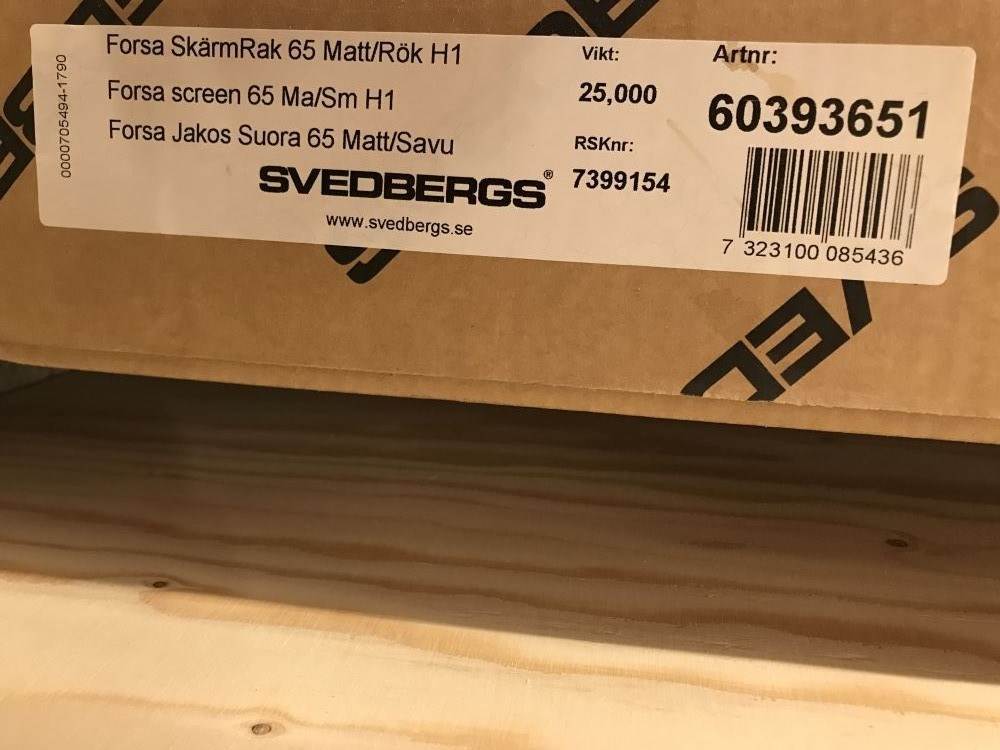 0000705494-1790
Forsa SkärmRak 65 Matt/Rök H1
Forsa screen 65 Ma/Sm H1
Forsa Jakos Suora 65 Matt/Savu
SVEDBERGS®
www.svedbergs.se
Vikt:
25,000
RSKnr:
7399154
Artnr:
60393651
7 323100 085436